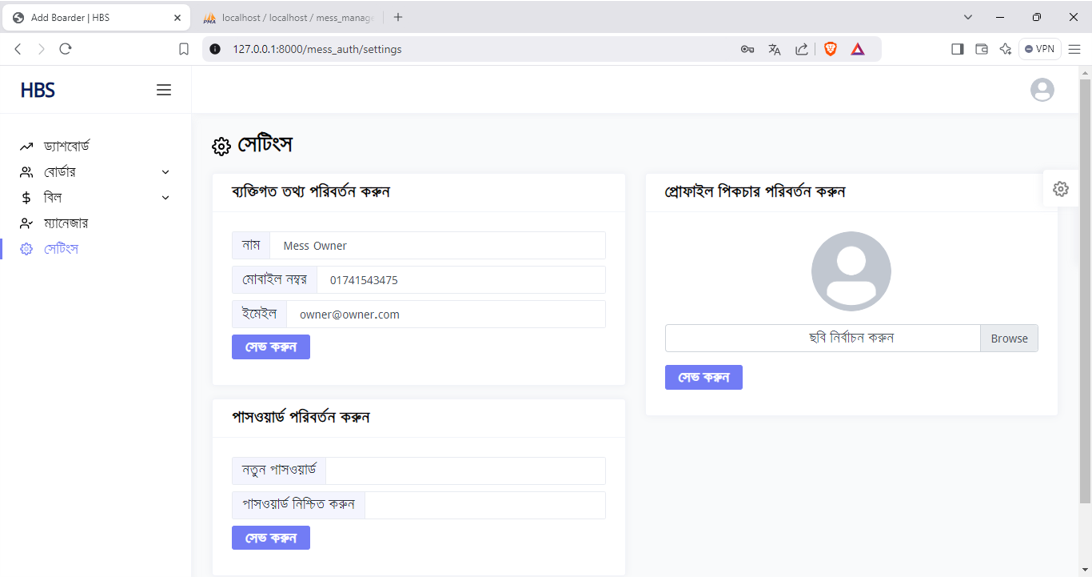 Add Boarder | HBS
localhost / localhost / mess_manag
127.0.0.1:8000/mess_auth/settings
VPN
HBS
ড্যাশবোর্ড
বোর্ডার
বিল
ম্যানেজার
সেটিংস
সেটিংস
ব্যক্তিগত তথ্য পরিবর্তন করুন
নাম Mess Owner
মোবাইল নম্বর 01741543475
ইমেইল owner@owner.com
সেভ করুন
পাসওয়ার্ড পরিবর্তন করুন
নতুন পাসওয়ার্ড
পাসওয়ার্ড নিশ্চিত করুন
সেভ করুন
প্রোফাইল পিকচার পরিবর্তন করুন
ছবি নির্বাচন করুন Browse
সেভ করুন